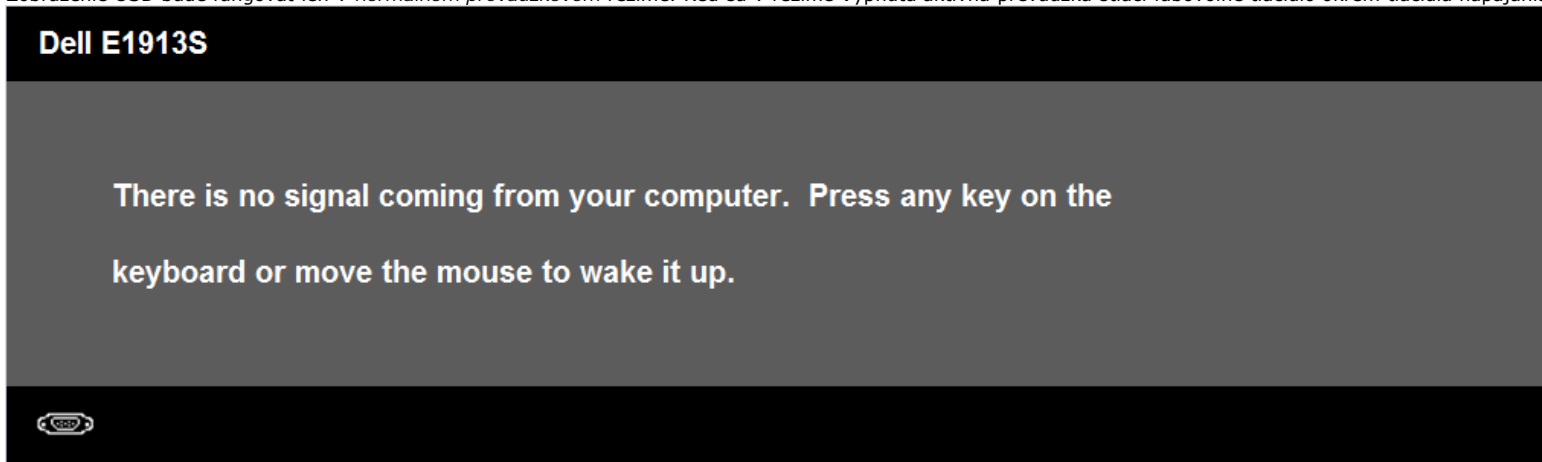 Dell E1913S
There is no signal coming from your computer. Press any key on the
keyboard or move the mouse to wake it up.